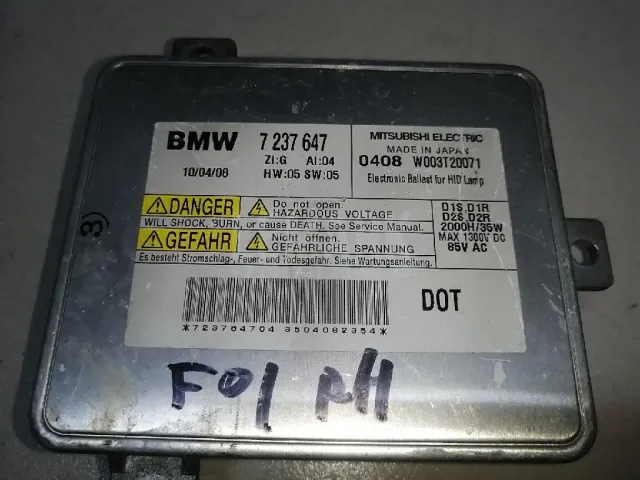 BMW 7 237 647
ZI:G AI:04
10/04/08 HW:05 SW:05
MITSUBISHI ELECTRIC
MADE IN JAPAN
0408 W003T20071
Electronic Ballast for HID Lamp
DANGER Do not open.
HAZARDOUS VOLTAGE
WILL SHOCK, BURN, or cause DEATH. See Service Manual.
GEFAHR Nicht öffnen.
GEFÄHRLICHE SPANNUNG
Es besteht Stromschlag-, Feuer- und Todesgefahr. Siehe Wartungsanleitung.
D1S,D1R
D2S,D2R
2000H/35W
MAX 1300V DC
85V AC
*723764704 3504082354*
DOT
3)
F01 PH